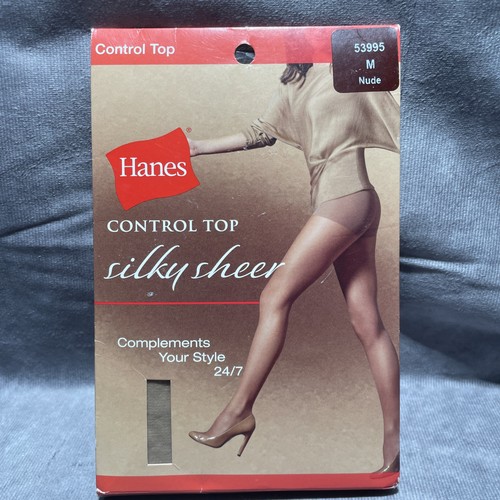 Control Top
53995
M
Nude
Hanes®
CONTROL TOP
silky sheer
Complements
Your Style
24/7